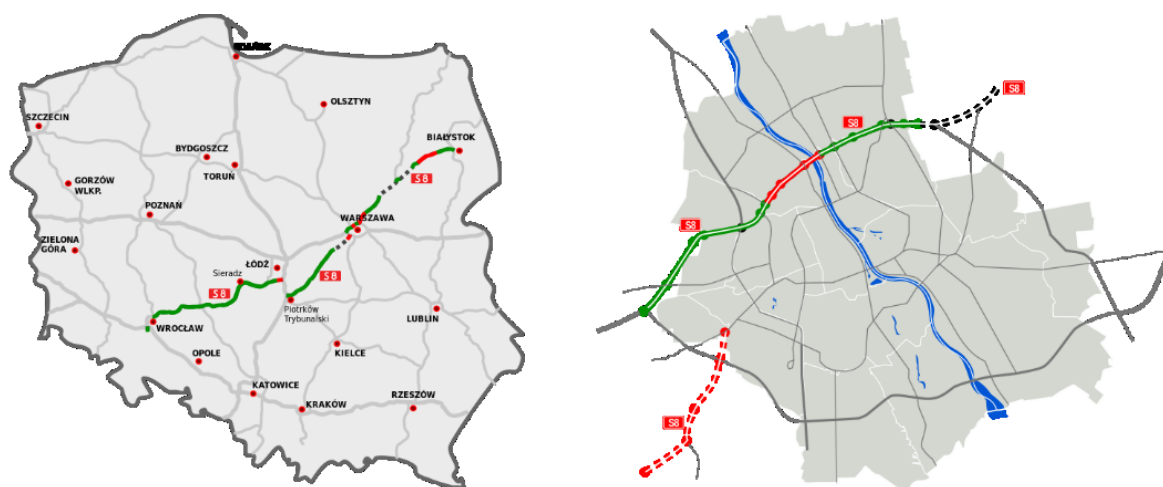 OLSZTYN
SZCZECIN
BIAŁYSTOK
BYDGOSZCZ
TORUŃ
S8
GORZÓW
WLKP.
POZNAŃ
WARSZAWA
ZIELONA
GÓRA
ŁÓDŹ
Sieradz
S8
S8
Piotrków
Trybunalski
LUBLIN
WROCŁAW
OPOLE
KIELCE
KATOWICE
KRAKÓW
RZESZÓW
S8
S8
S8
S8